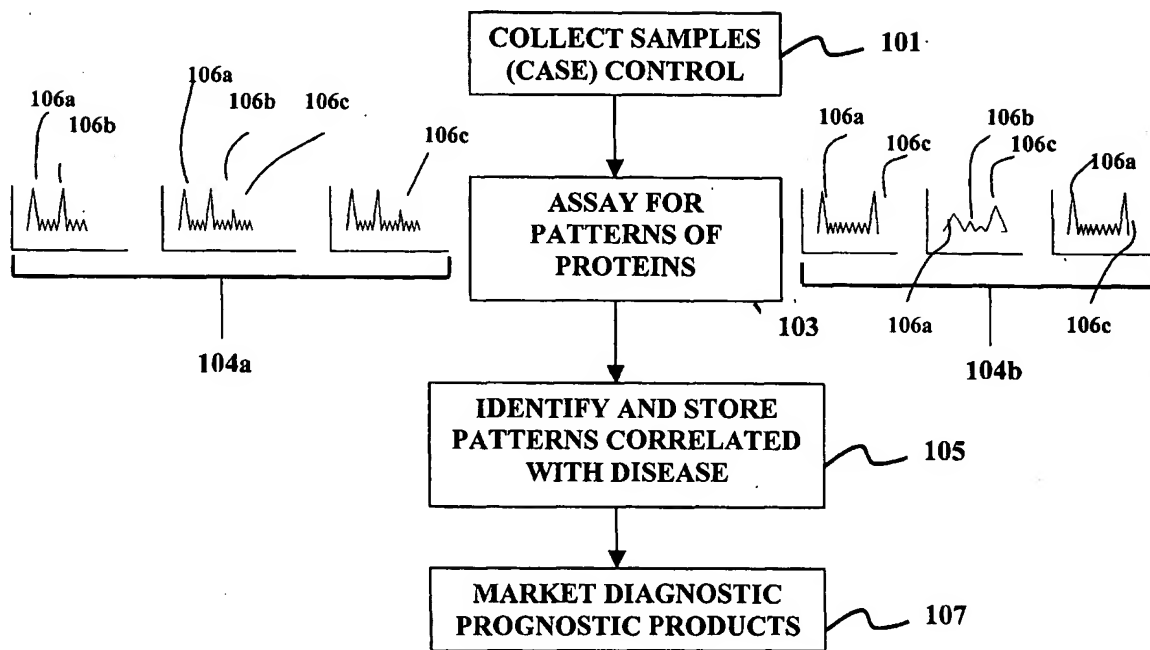 COLLECT SAMPLES
(CASE) CONTROL
101
106a
106b
106a
106b
106c
106c
ASSAY FOR
PATTERNS OF
PROTEINS
103
106a
106c
106b
106c
106a
106a
106c
104a
104b
IDENTIFY AND STORE
PATTERNS CORRELATED
WITH DISEASE
105
MARKET DIAGNOSTIC
PROGNOSTIC PRODUCTS
107